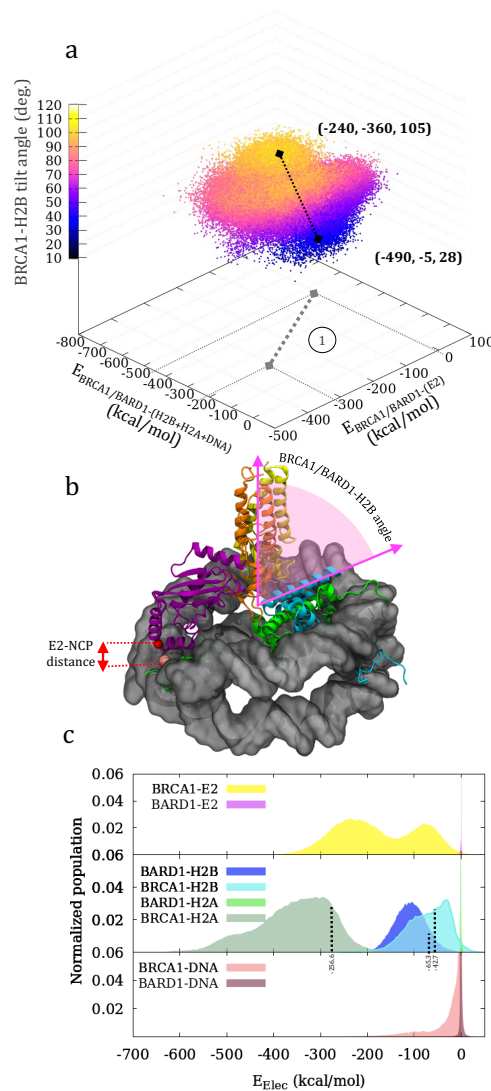 a
BRCA1-H2B tilt angle (deg.)
120
110
100
90
80
70
60
50
40
30
20
10
(-240, -360, 105)
(-490, -5, 28)
1
-800
-700
-600
-500
-400
-300
-200
-100
0
E_BRCA1/BARD1-(H2B+H2A+DNA)
(kcal/mol)
-500
-400
-300
-200
-100
0
100
E_BRCA1/BARD1-(E2)
(kcal/mol)
b
BRCA1/BARD1-H2B
angle
E2-NCP
distance
c
Normalized population
0.06
0.04
0.02
BRCA1-E2
BARD1-E2
0.06
0.04
0.02
BARD1-H2B
BRCA1-H2B
BARD1-H2A
BRCA1-H2A
-256.6
-65.3
-42.7
0.06
0.04
0.02
BRCA1-DNA
BARD1-DNA
-700 -600 -500 -400 -300 -200 -100 0
E_Elec (kcal/mol)